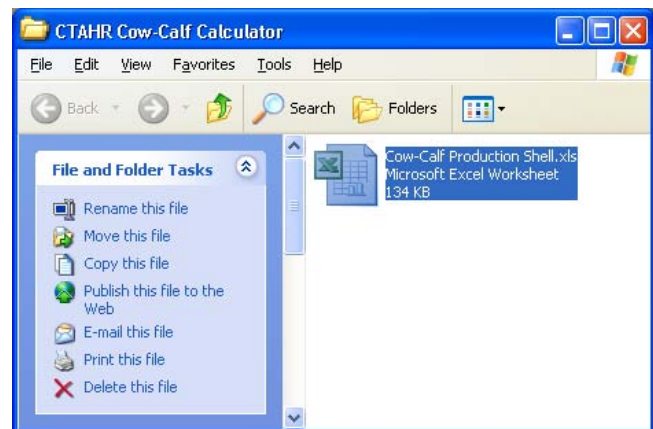 CTAHR Cow-Calf Calculator
File Edit View Favorites Tools Help
Back Search Folders
File and Folder Tasks
Rename this file
Move this file
Copy this file
Publish this file to the
Web
E-mail this file
Print this file
Delete this file
Cow-Calf Production Shell.xls
Microsoft Excel Worksheet
134 KB